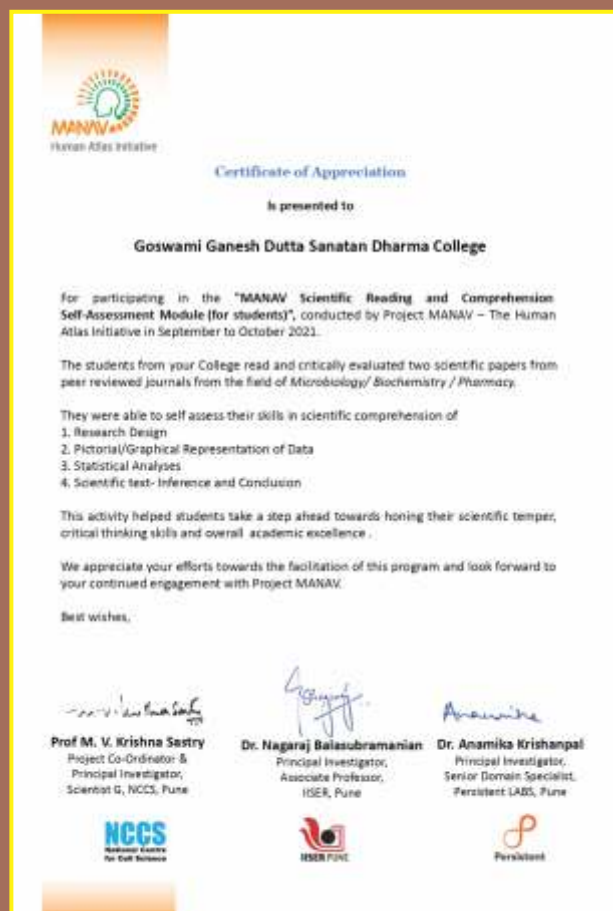 MANAV
Human Atlas Initiative
Certificate of Appreciation
Is presented to
Goswami Ganesh Dutta Sanatan Dharma College
For participating in the "MANAV Scientific Reading and Comprehension
Self-Assessment Module (for students)", conducted by Project MANAV – The Human
Atlas Initiative in September to October 2021.
The students from your College read and critically evaluated two scientific papers from
peer reviewed journals from the field of Microbiology/ Biochemistry / Pharmacy.
They were able to self assess their skills in scientific comprehension of
1. Research Design
2. Pictorial/Graphical Representation of Data
3. Statistical Analyses
4. Scientific text- Inference and Conclusion
This activity helped students take a step ahead towards honing their scientific temper,
critical thinking skills and overall academic excellence .
We appreciate your efforts towards the facilitation of this program and look forward to
your continued engagement with Project MANAV.
Best wishes,
Anamika
Prof M. V. Krishna Sastry
Project Co-Ordinator &
Principal Investigator,
Scientist G, NCCS, Pune
Dr. Nagaraj Balasubramanian
Principal Investigator,
Associate Professor,
IISER, Pune
Dr. Anamika Krishanpal
Principal Investigator,
Senior Domain Specialist,
Persistent LABS, Pune
NCCS
National Centre
for Cell Science
IISER PUNE
Persistent